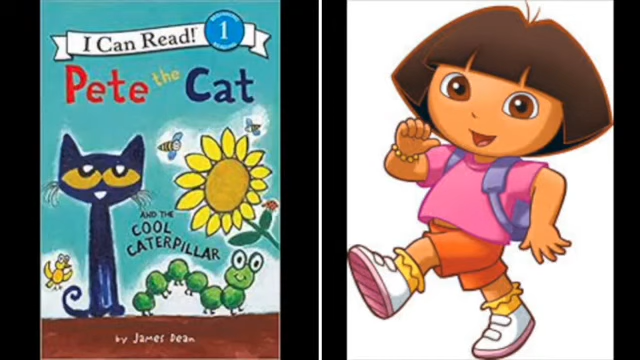 I Can Read!
1
Pete the Cat
AND THE
COOL
CATERPILLAR
by James Dean